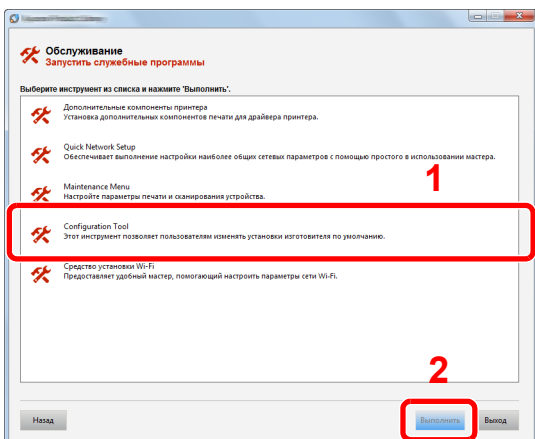 Обслуживание
Запустить служебные программы
Выберите инструмент из списка и нажмите 'Выполнить'.
Дополнительные компоненты принтера
Установка дополнительных компонентов печати для драйвера принтера.
Quick Network Setup
Обеспечивает выполнение настройки наиболее общих сетевых параметров с помощью простого в использовании мастера.
1
Maintenance Menu
Настройте параметры печати и сканирования устройства.
Configuration Tool
Этот инструмент позволяет пользователям изменять установки изготовителя по умолчанию.
Средство установки Wi-Fi
Предоставляет удобный мастер, помогающий настроить параметры сети Wi-Fi.
2
Назад
Выполнить
Выход